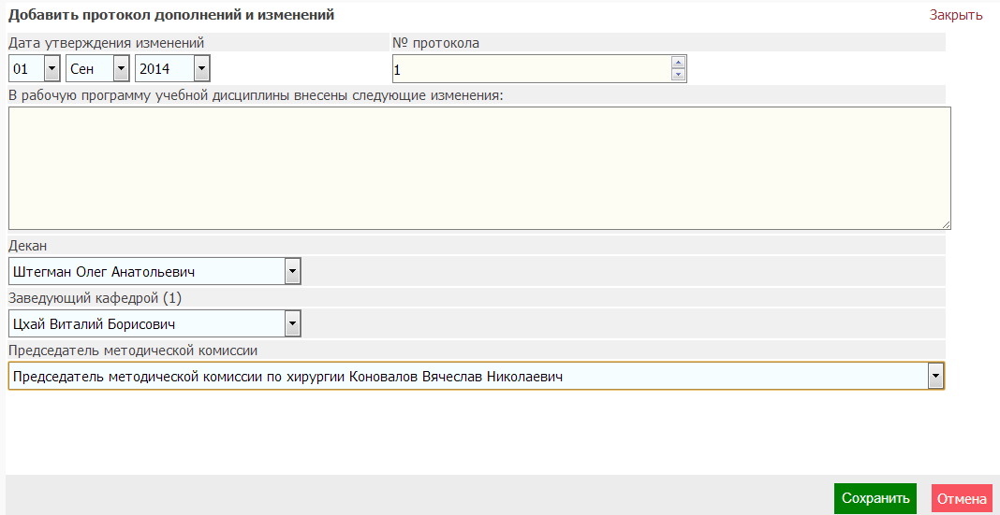 Добавить протокол дополнений и изменений Закрыть
Дата утверждения изменений № протокола
01 Сен 2014 1
В рабочую программу учебной дисциплины внесены следующие изменения:
Декан
Штегман Олег Анатольевич
Заведующий кафедрой (1)
Цхай Виталий Борисович
Председатель методической комиссии
Председатель методической комиссии по хирургии Коновалов Вячеслав Николаевич
Сохранить Отмена